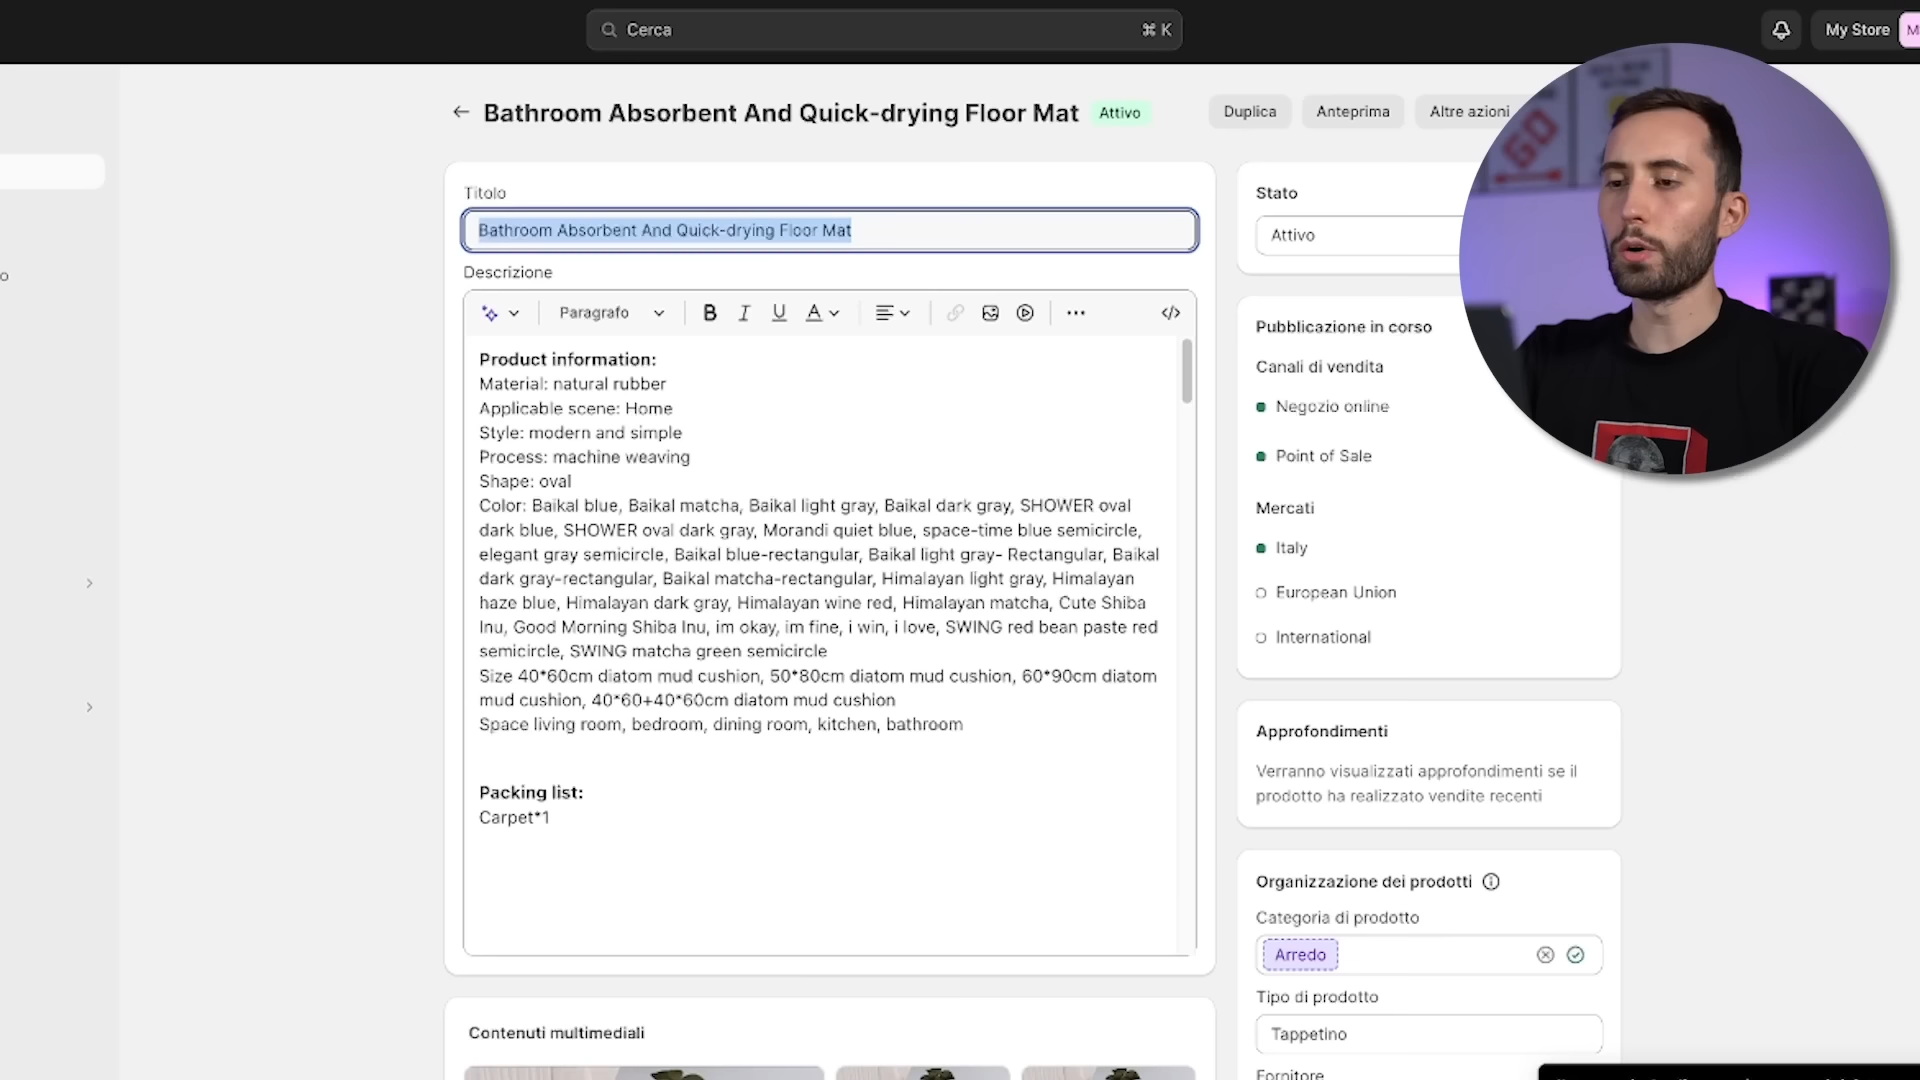 Cerca
⌘ K
My Store
M
Bathroom Absorbent And Quick-drying Floor Mat
Attivo
Duplica
Anteprima
Altre azioni
Titolo
Bathroom Absorbent And Quick-drying Floor Mat
Descrizione
Paragrafo
B I U A
Product information:
Material: natural rubber
Applicable scene: Home
Style: modern and simple
Process: machine weaving
Shape: oval
Color: Baikal blue, Baikal matcha, Baikal light gray, Baikal dark gray, SHOWER oval
dark blue, SHOWER oval dark gray, Morandi quiet blue, space-time blue semicircle,
elegant gray semicircle, Baikal blue-rectangular, Baikal light gray- Rectangular, Baikal
dark gray-rectangular, Baikal matcha-rectangular, Himalayan light gray, Himalayan
haze blue, Himalayan dark gray, Himalayan wine red, Himalayan matcha, Cute Shiba
Inu, Good Morning Shiba Inu, im okay, im fine, i win, i love, SWING red bean paste red
semicircle, SWING matcha green semicircle
Size 40*60cm diatom mud cushion, 50*80cm diatom mud cushion, 60*90cm diatom
mud cushion, 40*60+40*60cm diatom mud cushion
Space living room, bedroom, dining room, kitchen, bathroom
Packing list:
Carpet*1
Contenuti multimediali
Stato
Attivo
Pubblicazione in corso
Canali di vendita
Negozio online
Point of Sale
Mercati
Italy
European Union
International
Approfondimenti
Verranno visualizzati approfondimenti se il
prodotto ha realizzato vendite recenti
Organizzazione dei prodotti
Categoria di prodotto
Arredo
Tipo di prodotto
Tappetino
Fornitore
o
GO